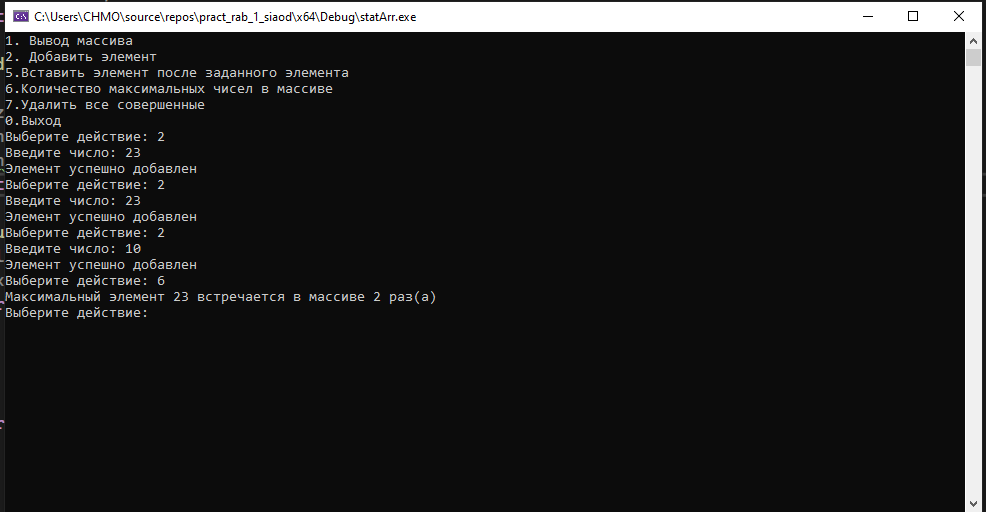 C:\Users\CHMO\source\repos\pract_rab_1_siaod\x64\Debug\statArr.exe
1. Вывод массива
2. Добавить элемент
5.Вставить элемент после заданного элемента
6.Количество максимальных чисел в массиве
7.Удалить все совершенные
0.Выход
Выберите действие: 2
Введите число: 23
Элемент успешно добавлен
Выберите действие: 2
Введите число: 23
Элемент успешно добавлен
Выберите действие: 2
Введите число: 10
Элемент успешно добавлен
Выберите действие: 6
Максимальный элемент 23 встречается в массиве 2 раз(а)
Выберите действие: